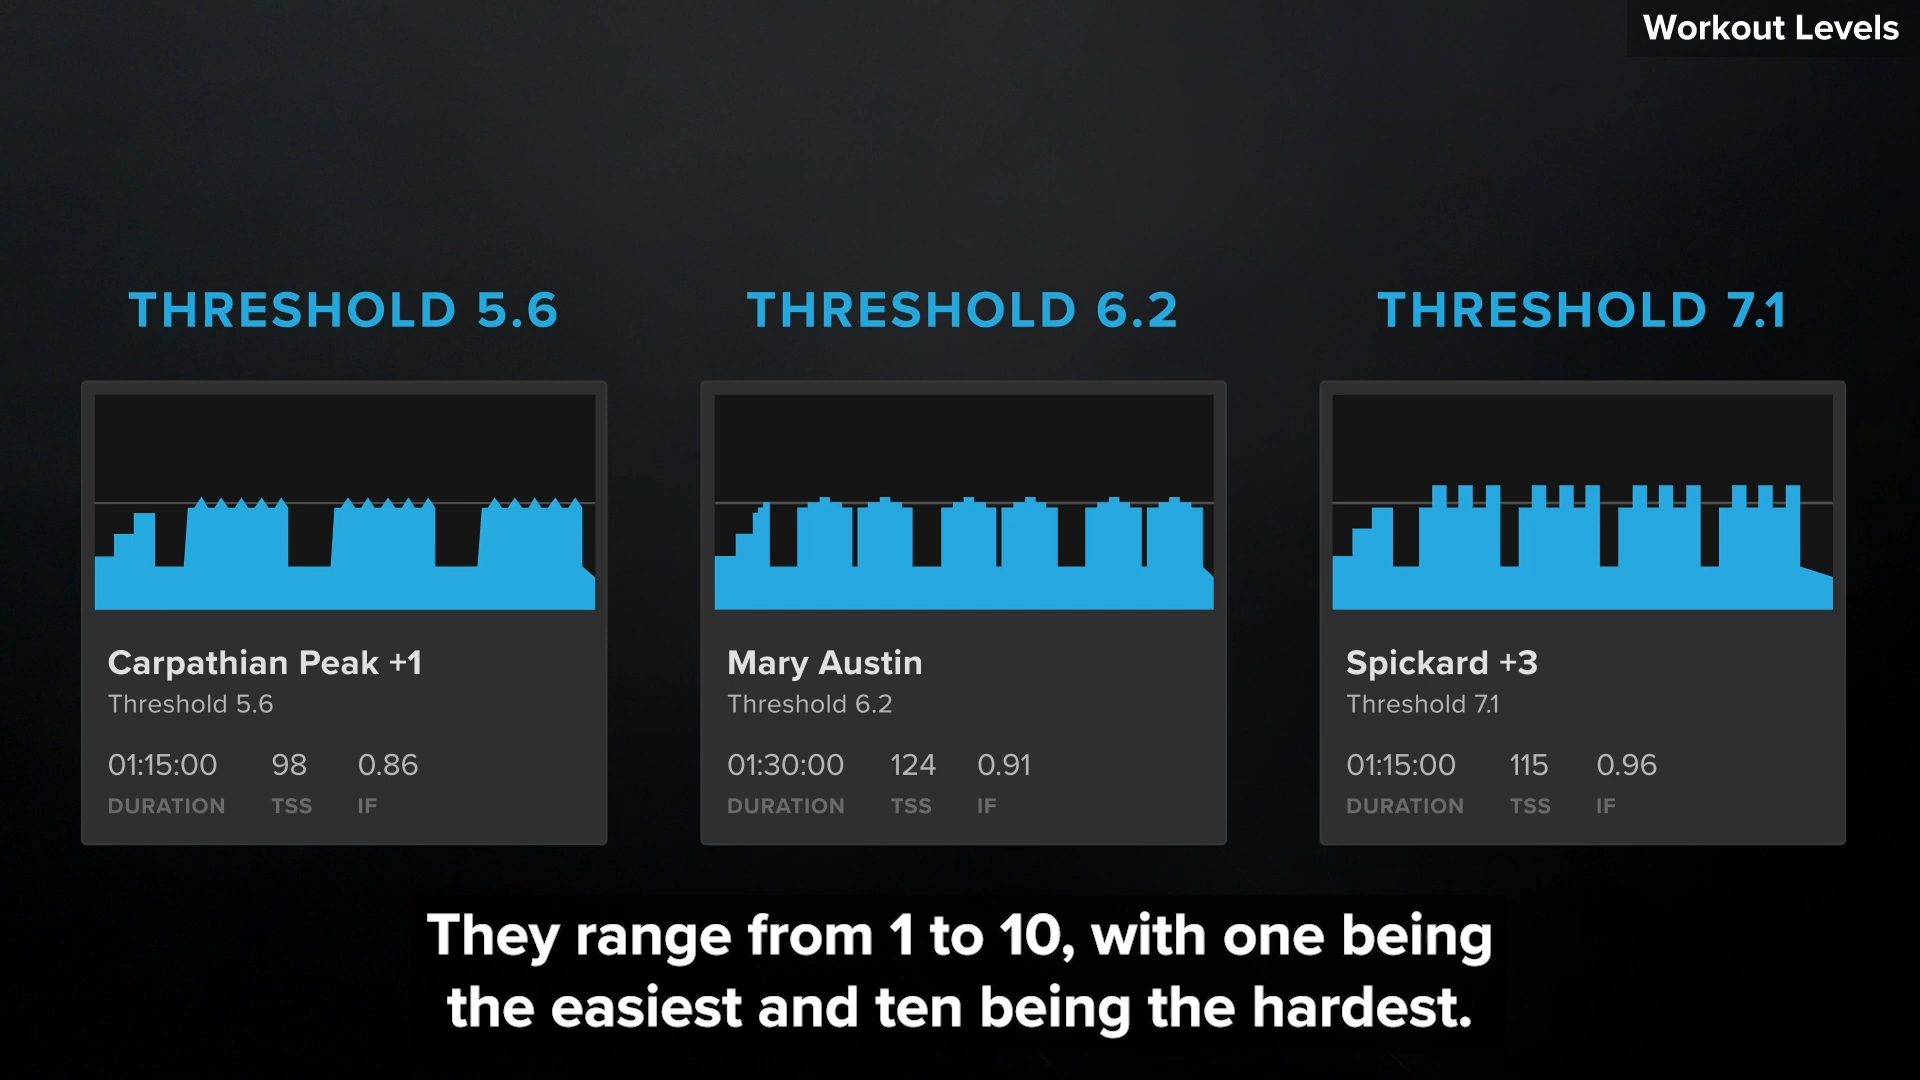 Workout Levels
THRESHOLD 5.6
THRESHOLD 6.2
THRESHOLD 7.1
Carpathian Peak +1
Threshold 5.6
01:15:00 98 0.86
DURATION TSS IF
Mary Austin
Threshold 6.2
01:30:00 124 0.91
DURATION TSS IF
Spickard +3
Threshold 7.1
01:15:00 115 0.96
DURATION TSS IF
They range from 1 to 10, with one being
the easiest and ten being the hardest.